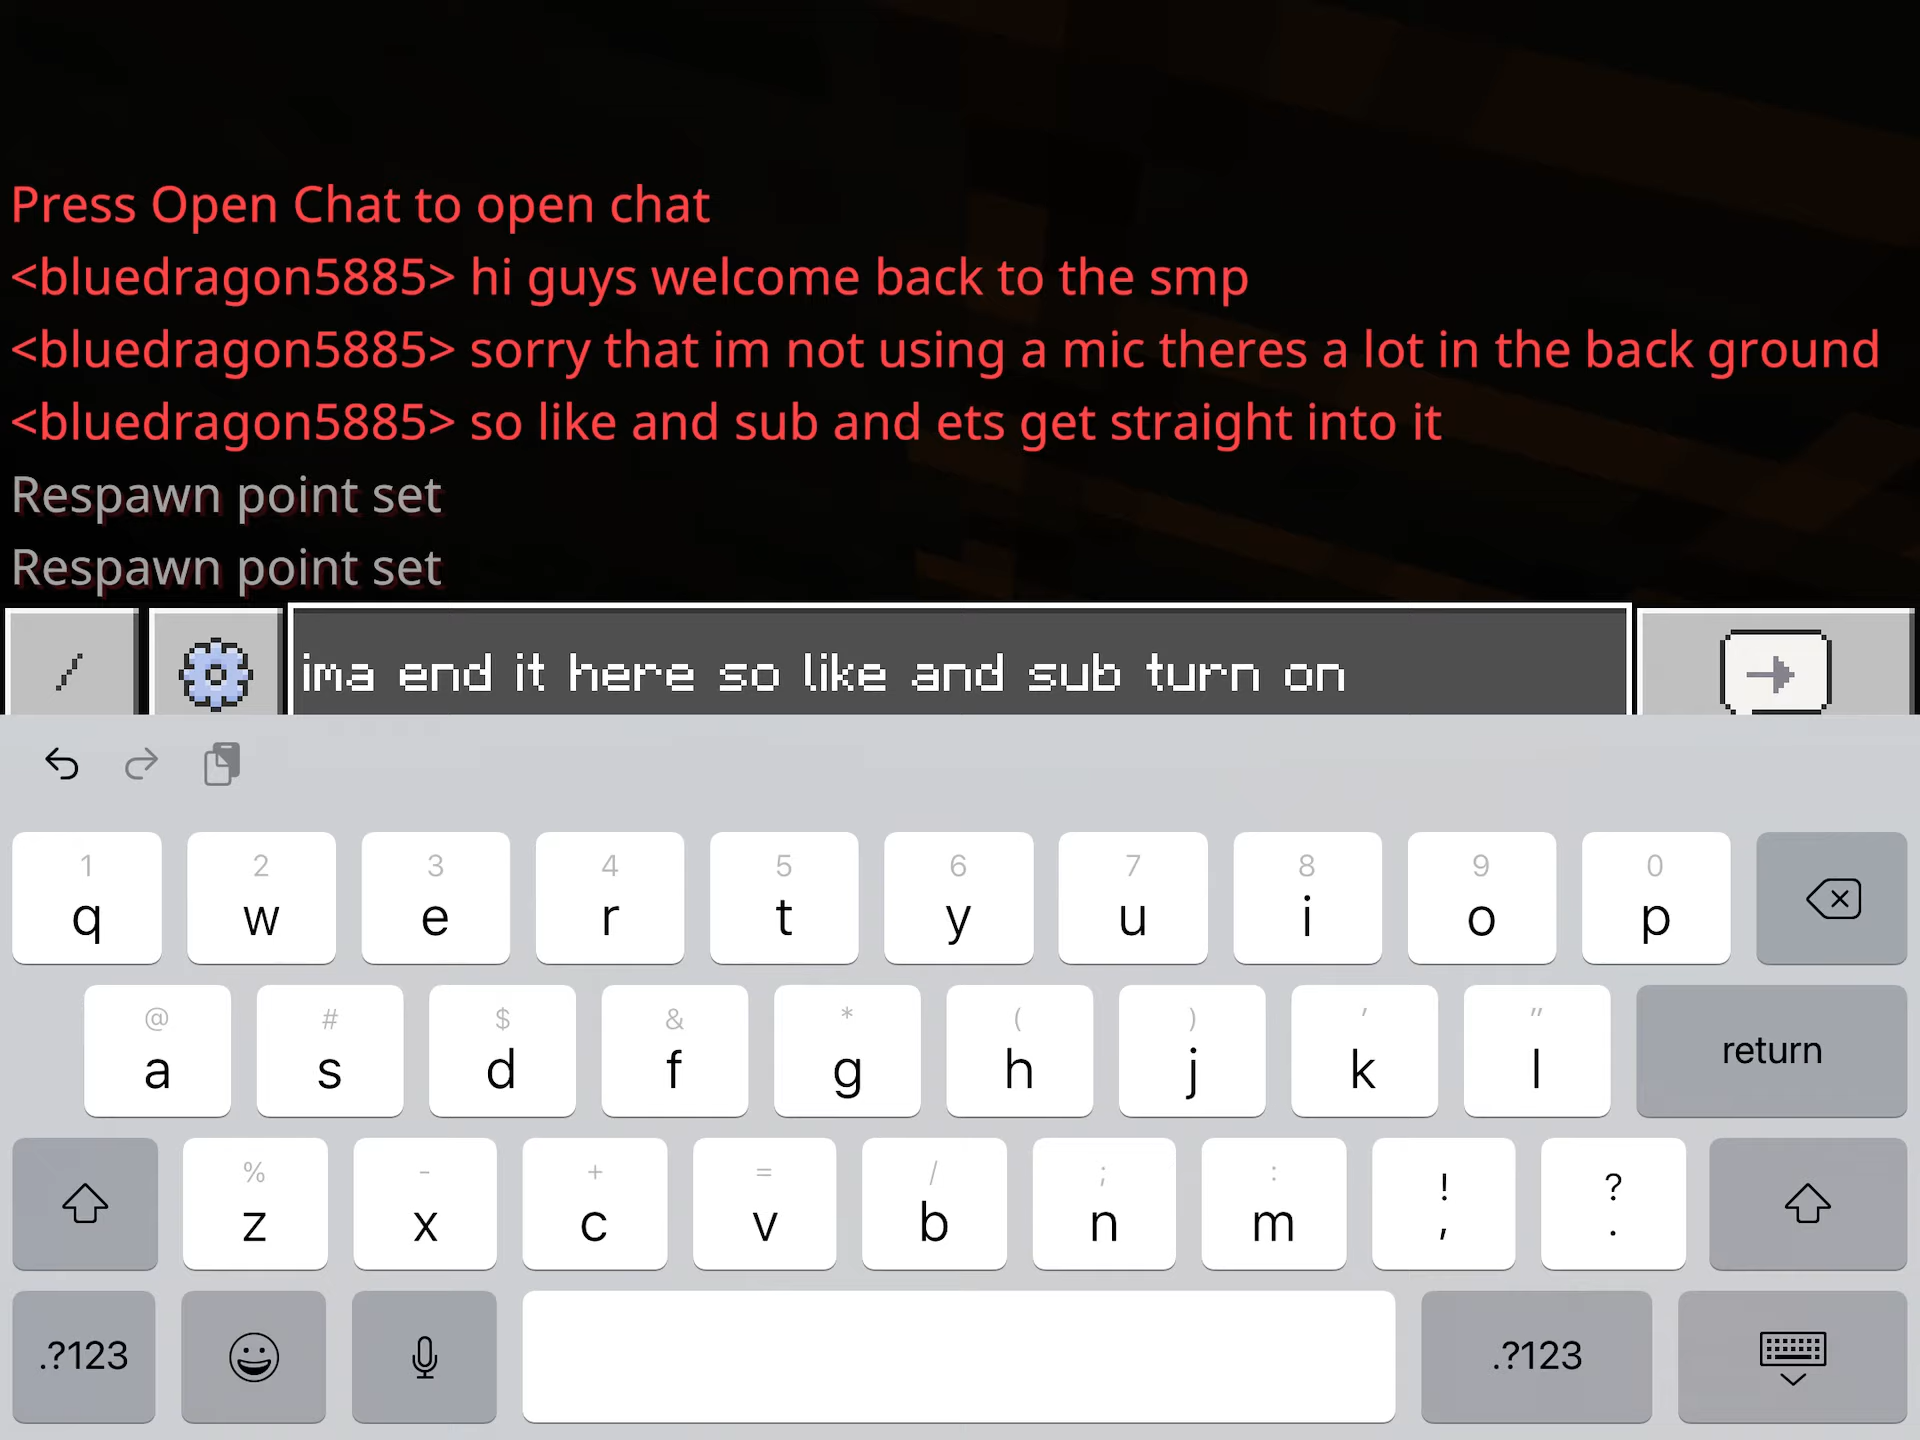 Press Open Chat to open chat
<bluedragon5885> hi guys welcome back to the smp
<bluedragon5885> sorry that im not using a mic theres a lot in the back ground
<bluedragon5885> so like and sub and ets get straight into it
Respawn point set
Respawn point set
/ ima end it here so like and sub turn on
1 2 3 4 5 6 7 8 9 0
q w e r t y u i o p
@ # $ & * ( ) ' "
a s d f g h j k l return
% - + = / ; : ! ?
z x c v b n m , .
.?123 .?123